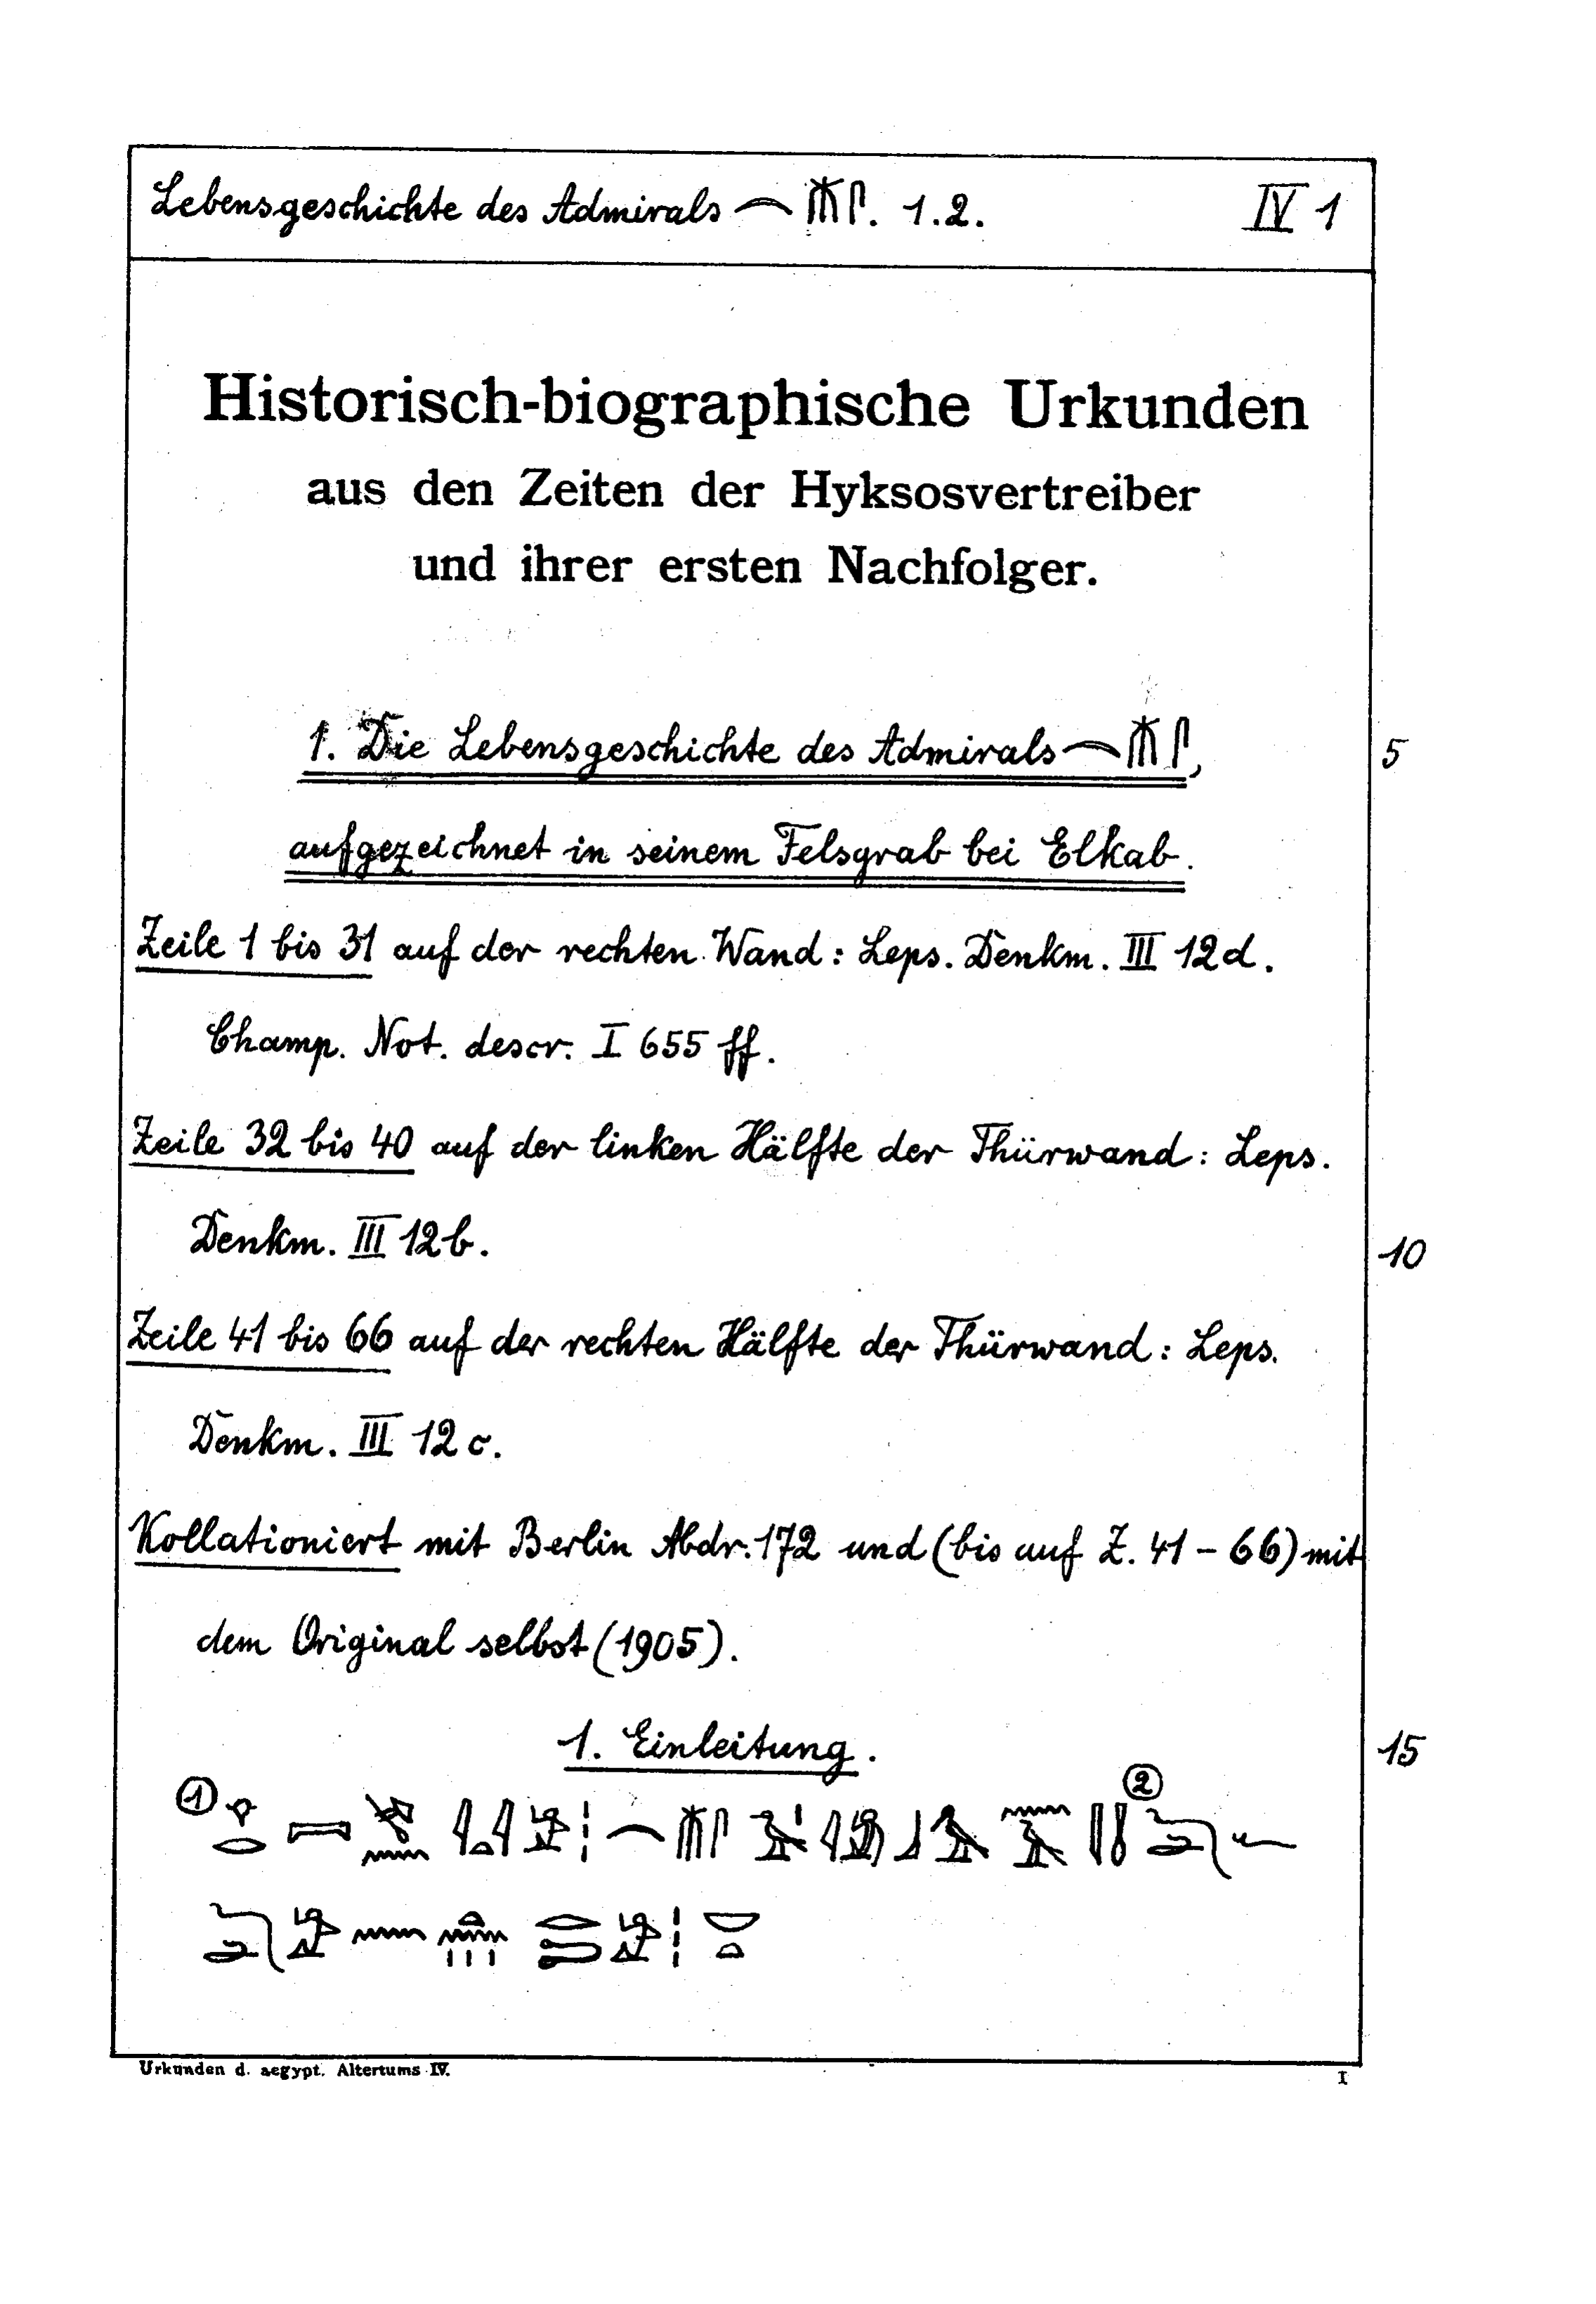 Lebensgeschichte des Admirals 𓂝𓄟𓋴. 1.2. IV 1
Historisch-biographische Urkunden
aus den Zeiten der Hyksosvertreiber
und ihrer ersten Nachfolger.
1. Die Lebensgeschichte des Admirals 𓇹𓄟𓋴, 5
aufgezeichnet in seinem Felsgrab bei Elkab.
Zeile 1 bis 31 auf der rechten Wand: Leps. Denkm. III 12d.
Champ. Not. descr. I 655 ff.
Zeile 32 bis 40 auf der linken Hälfte der Thürwand: Leps.
Denkm. III 12b. 10
Zeile 41 bis 66 auf der rechten Hälfte der Thürwand: Leps.
Denkm. III 12c.
Kollationiert mit Berlin Abdr. 172 und (bis auf Z. 41–66) mit
dem Original selbst (1905).
1. Einleitung. 15
① ②
Urkunden d. aegypt. Altertums IV. I